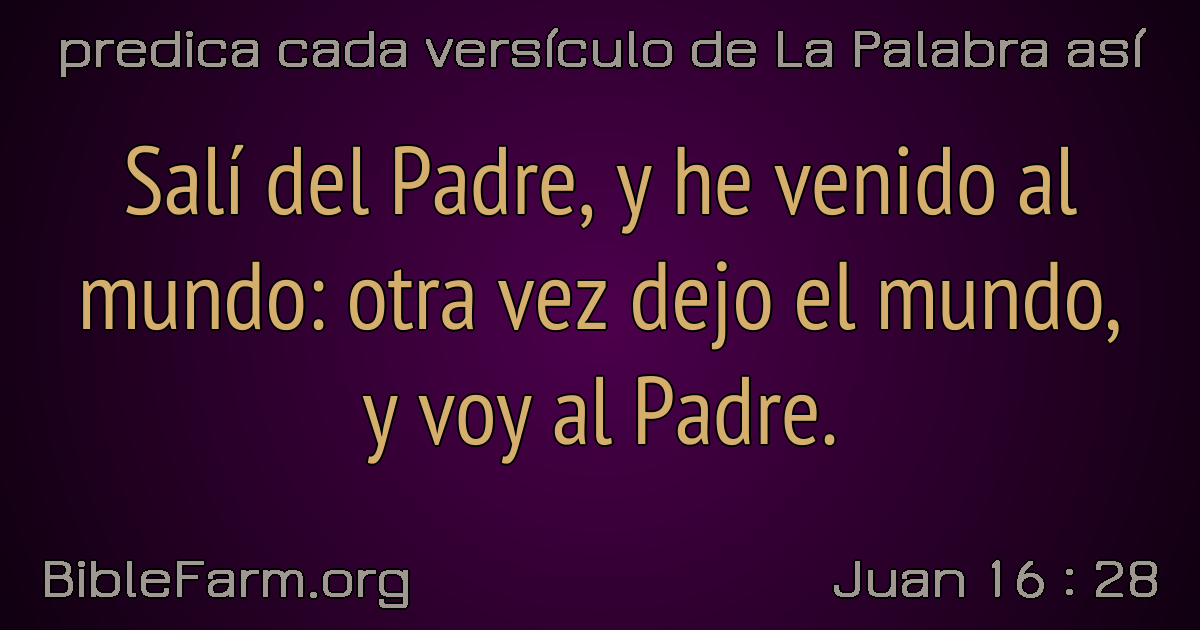 predica cada versículo de La Palabra así
Salí del Padre, y he venido al
mundo: otra vez dejo el mundo,
y voy al Padre.
BibleFarm.org
Juan 16 : 28